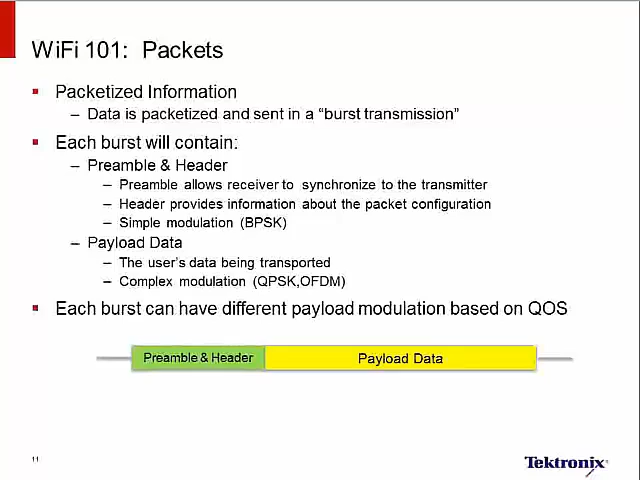 WiFi 101: Packets
▪ Packetized Information
– Data is packetized and sent in a “burst transmission”
▪ Each burst will contain:
– Preamble & Header
– Preamble allows receiver to synchronize to the transmitter
– Header provides information about the packet configuration
– Simple modulation (BPSK)
– Payload Data
– The user’s data being transported
– Complex modulation (QPSK,OFDM)
▪ Each burst can have different payload modulation based on QOS
Preamble & Header
Payload Data
11
Tektronix®